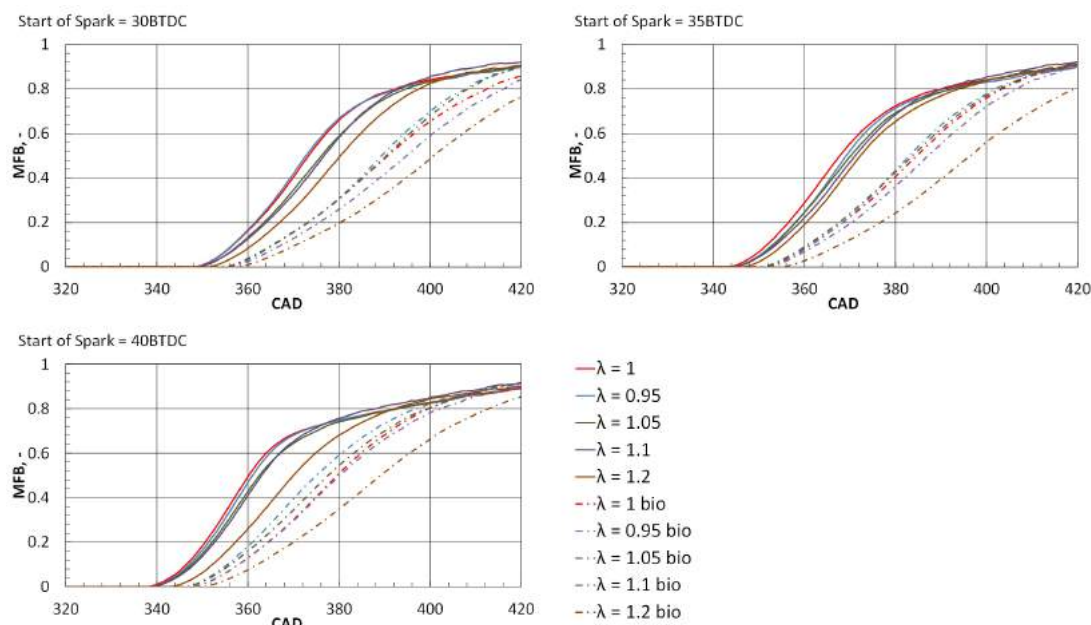 Start of Spark = 30BTDC
1
0.8
0.6
0.4
0.2
0
MFB, -
320 340 360 380 400 420
CAD
Start of Spark = 35BTDC
1
0.8
0.6
0.4
0.2
0
MFB, -
320 340 360 380 400 420
CAD
Start of Spark = 40BTDC
1
0.8
0.6
0.4
0.2
0
MFB, -
320 340 360 380 400 420
CAD
λ = 1
λ = 0.95
λ = 1.05
λ = 1.1
λ = 1.2
λ = 1 bio
λ = 0.95 bio
λ = 1.05 bio
λ = 1.1 bio
λ = 1.2 bio